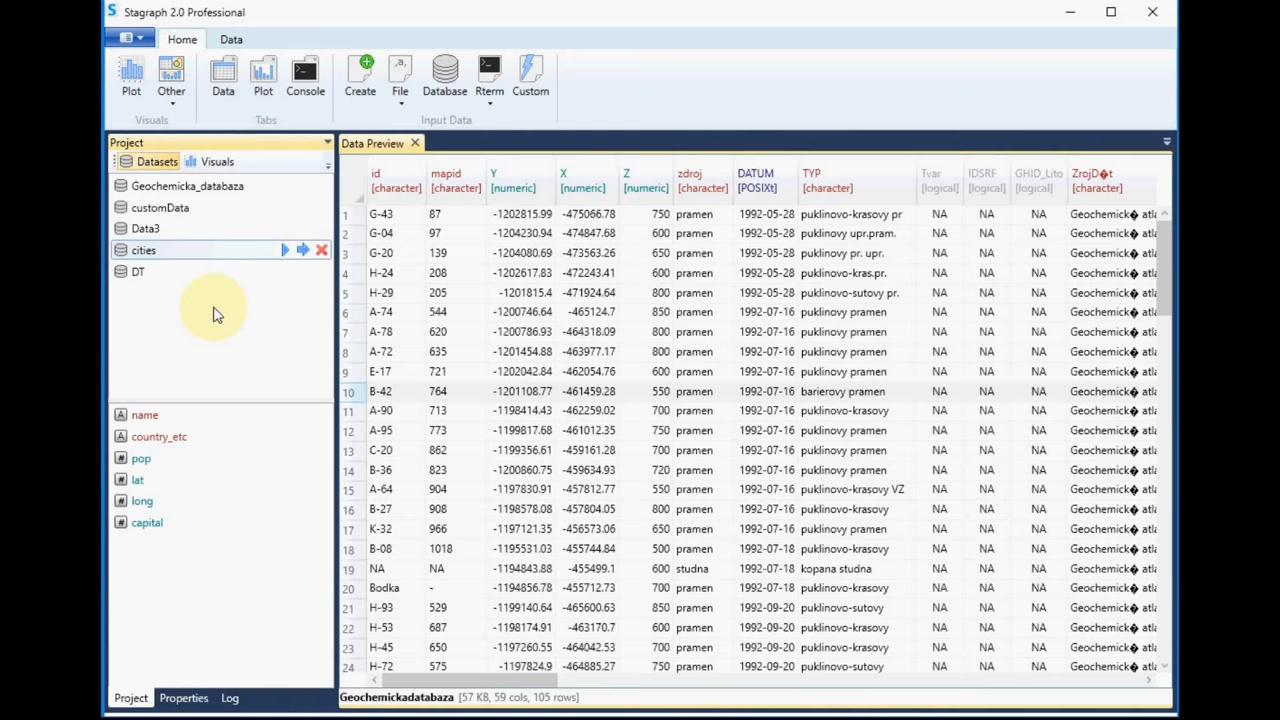 Stagraph 2.0 Professional
Home Data
Plot Other Data Plot Console Create File Database Rterm Custom
Visuals Tabs Input Data
Project
Datasets Visuals
Geochemicka_databaza
customData
Data3
cities
DT
name
country_etc
pop
lat
long
capital
Project Properties Log
Data Preview
id mapid Y X Z zdroj DATUM TYP Tvar IDSRF GHID_Lito ZrojD�t
[character] [character] [numeric] [numeric] [numeric] [character] [POSIXt] [character] [logical] [logical] [logical] [character]
1 G-43 87 -1202815.99 -475066.78 750 pramen 1992-05-28 puklinovo-krasovy pr NA NA NA Geochemick� atla
2 G-04 97 -1204230.94 -474847.68 600 pramen 1992-05-28 puklinovy upr.pram. NA NA NA Geochemick� atla
3 G-20 139 -1204080.69 -473563.26 650 pramen 1992-05-28 puklinovy pr. upr. NA NA NA Geochemick� atla
4 H-24 208 -1202617.83 -472243.41 600 pramen 1992-05-28 puklinovo-kras.pr. NA NA NA Geochemick� atla
5 H-29 205 -1201815.4 -471924.64 800 pramen 1992-05-28 puklinovo-sutovy pr. NA NA NA Geochemick� atla
6 A-74 544 -1200746.64 -465124.7 850 pramen 1992-07-16 puklinovy pramen NA NA NA Geochemick� atla
7 A-78 620 -1200786.93 -464318.09 800 pramen 1992-07-16 puklinovy pramen NA NA NA Geochemick� atla
8 A-72 635 -1201454.88 -463977.17 800 pramen 1992-07-16 puklinovy pramen NA NA NA Geochemick� atla
9 E-17 721 -1202042.84 -462054.76 600 pramen 1992-07-16 puklinovy pramen NA NA NA Geochemick� atla
10 B-42 764 -1201108.77 -461459.28 550 pramen 1992-07-16 barierovy pramen NA NA NA Geochemick� atla
11 A-90 713 -1198414.43 -462259.02 700 pramen 1992-07-16 puklinovo-krasovy NA NA NA Geochemick� atla
12 A-95 773 -1199817.68 -461012.35 750 pramen 1992-07-16 puklinovy pramen NA NA NA Geochemick� atla
13 C-20 862 -1199356.61 -459161.28 700 pramen 1992-07-16 puklinovy pramen NA NA NA Geochemick� atla
14 B-36 823 -1200860.75 -459634.93 720 pramen 1992-07-16 puklinovy pramen NA NA NA Geochemick� atla
15 A-64 904 -1197830.91 -457812.77 550 pramen 1992-07-16 puklinovo-krasovy VZ NA NA NA Geochemick� atla
16 B-27 908 -1198578.08 -457804.05 800 pramen 1992-07-16 puklinovo-krasovy NA NA NA Geochemick� atla
17 K-32 966 -1197121.35 -455573.06 650 pramen 1992-07-16 puklinovy pramen NA NA NA Geochemick� atla
18 B-08 1018 -1195531.03 -455744.84 500 pramen 1992-07-18 puklinovo-krasovy NA NA NA Geochemick� atla
19 NA NA -1194843.88 -455499.1 600 studna 1992-07-18 kopana studna NA NA NA Geochemick� atla
20 Bodka - -1194856.78 -455712.73 700 pramen 1992-07-18 puklinovo-krasovy NA NA NA Geochemick� atla
21 H-93 529 -1199140.64 -465600.63 850 pramen 1992-09-20 puklinovo-sutovy NA NA NA Geochemick� atla
22 H-53 687 -1198174.91 -463170.7 600 pramen 1992-09-20 puklinovo-krasovy NA NA NA Geochemick� atla
23 H-45 650 -1197260.55 -464042.53 700 pramen 1992-09-20 puklinovo-krasovy NA NA NA Geochemick� atla
24 H-72 575 -1197824.9 -464885.27 750 pramen 1992-09-20 puklinovo-sutovy NA NA NA Geochemick� atla
Geochemickadatabaza [57 KB, 59 cols, 105 rows]